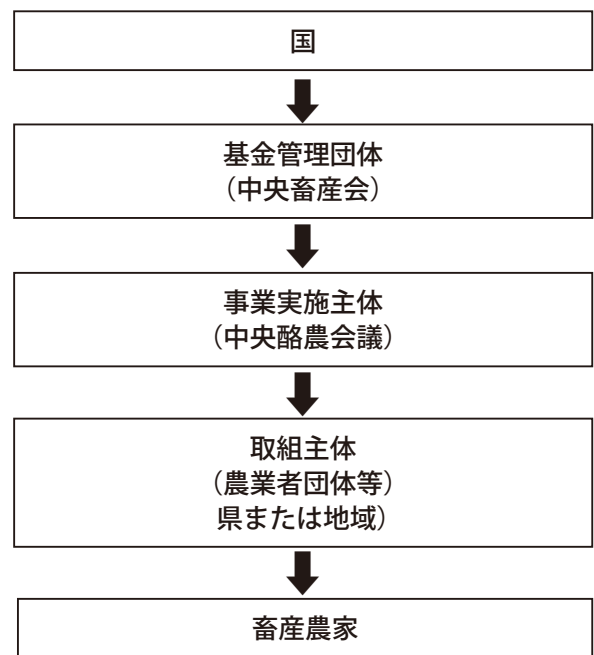 国
基金管理団体
（中央畜産会）
事業実施主体
（中央酪農会議）
取組主体
（農業者団体等）
県または地域）
畜産農家